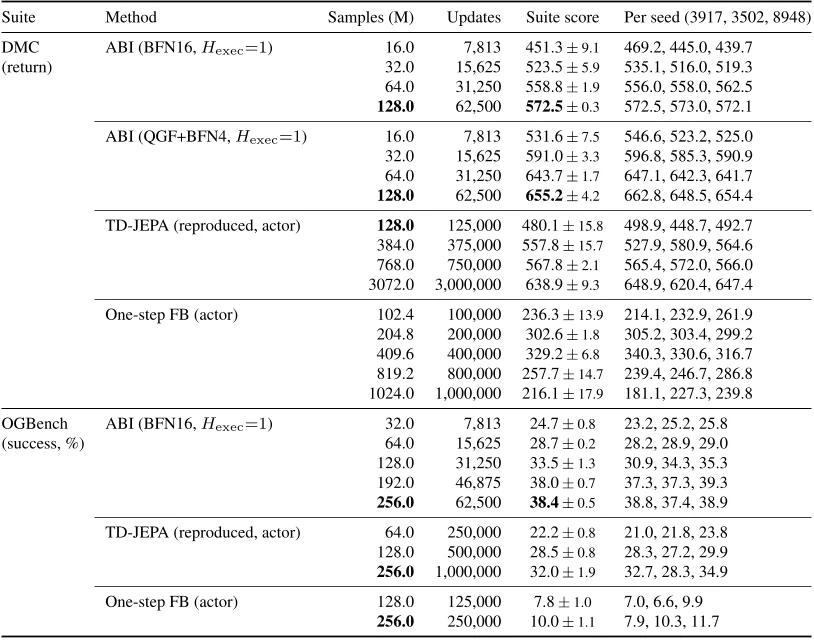 Suite Method Samples (M) Updates Suite score Per seed (3917, 3502, 8948)
DMC ABI (BFN16, H_exec=1) 16.0 7,813 451.3 ± 9.1 469.2, 445.0, 439.7
(return) 32.0 15,625 523.5 ± 5.9 535.1, 516.0, 519.3
64.0 31,250 558.8 ± 1.9 556.0, 558.0, 562.5
128.0 62,500 572.5 ± 0.3 572.5, 573.0, 572.1
ABI (QGF+BFN4, H_exec=1) 16.0 7,813 531.6 ± 7.5 546.6, 523.2, 525.0
32.0 15,625 591.0 ± 3.3 596.8, 585.3, 590.9
64.0 31,250 643.7 ± 1.7 647.1, 642.3, 641.7
128.0 62,500 655.2 ± 4.2 662.8, 648.5, 654.4
TD-JEPA (reproduced, actor) 128.0 125,000 480.1 ± 15.8 498.9, 448.7, 492.7
384.0 375,000 557.8 ± 15.7 527.9, 580.9, 564.6
768.0 750,000 567.8 ± 2.1 565.4, 572.0, 566.0
3072.0 3,000,000 638.9 ± 9.3 648.9, 620.4, 647.4
One-step FB (actor) 102.4 100,000 236.3 ± 13.9 214.1, 232.9, 261.9
204.8 200,000 302.6 ± 1.8 305.2, 303.4, 299.2
409.6 400,000 329.2 ± 6.8 340.3, 330.6, 316.7
819.2 800,000 257.7 ± 14.7 239.4, 246.7, 286.8
1024.0 1,000,000 216.1 ± 17.9 181.1, 227.3, 239.8
OGBench ABI (BFN16, H_exec=1) 32.0 7,813 24.7 ± 0.8 23.2, 25.2, 25.8
(success, %) 64.0 15,625 28.7 ± 0.2 28.2, 28.9, 29.0
128.0 31,250 33.5 ± 1.3 30.9, 34.3, 35.3
192.0 46,875 38.0 ± 0.7 37.3, 37.3, 39.3
256.0 62,500 38.4 ± 0.5 38.8, 37.4, 38.9
TD-JEPA (reproduced, actor) 64.0 250,000 22.2 ± 0.8 21.0, 21.8, 23.8
128.0 500,000 28.5 ± 0.8 28.3, 27.2, 29.9
256.0 1,000,000 32.0 ± 1.9 32.7, 28.3, 34.9
One-step FB (actor) 128.0 125,000 7.8 ± 1.0 7.0, 6.6, 9.9
256.0 250,000 10.0 ± 1.1 7.9, 10.3, 11.7